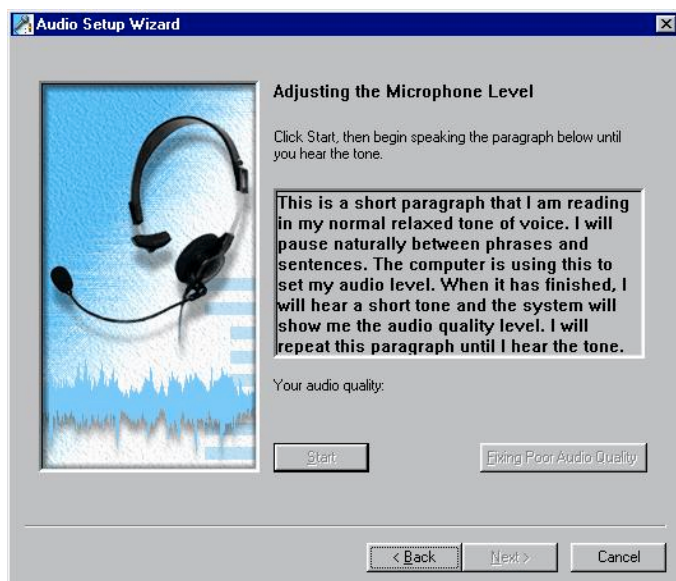 Audio Setup Wizard
Adjusting the Microphone Level
Click Start, then begin speaking the paragraph below until
you hear the tone.
This is a short paragraph that I am reading
in my normal relaxed tone of voice. I will
pause naturally between phrases and
sentences. The computer is using this to
set my audio level. When it has finished, I
will hear a short tone and the system will
show me the audio quality level. I will
repeat this paragraph until I hear the tone.
Your audio quality:
Start
Fixing Poor Audio Quality
< Back
Next >
Cancel